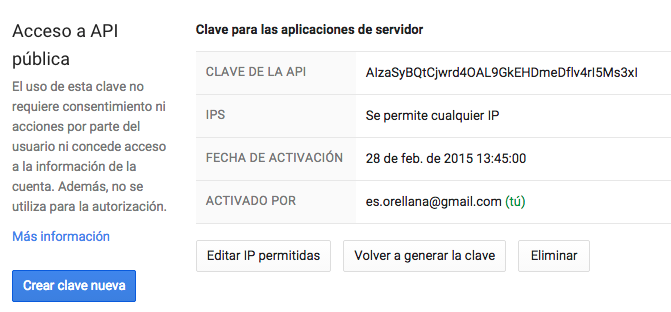 Acceso a API
pública
El uso de esta clave no
requiere consentimiento ni
acciones por parte del
usuario ni concede acceso
a la información de la
cuenta. Además, no se
utiliza para la autorización.
Más información
Crear clave nueva
Clave para las aplicaciones de servidor
CLAVE DE LA API AIzaSyBQtCjwrd4OAL9GkEHDmeDflv4rI5Ms3xI
IPS Se permite cualquier IP
FECHA DE ACTIVACIÓN 28 de feb. de 2015 13:45:00
ACTIVADO POR es.orellana@gmail.com (tú)
Editar IP permitidas Volver a generar la clave Eliminar